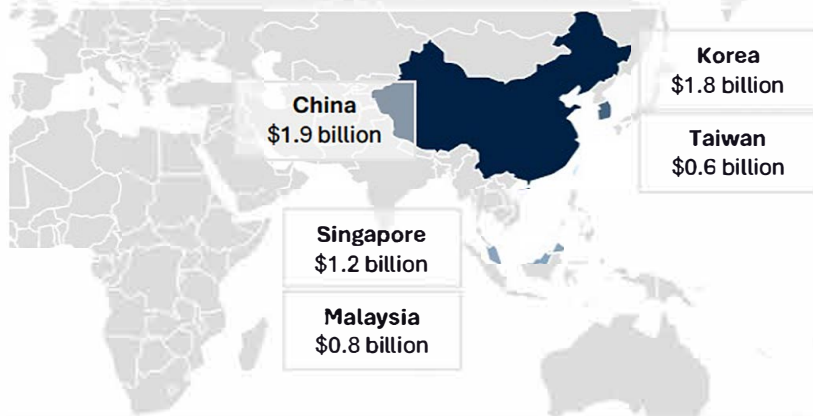 Korea
$1.8 billion
China
$1.9 billion
Taiwan
$0.6 billion
Singapore
$1.2 billion
Malaysia
$0.8 billion